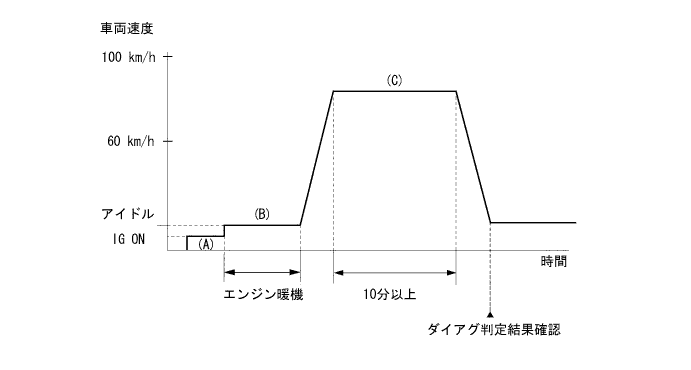 車両速度
100 km/h
(C)
60 km/h
アイドル
(B)
IG ON
(A)
時間
エンジン暖機
10分以上
ダイアグ判定結果確認